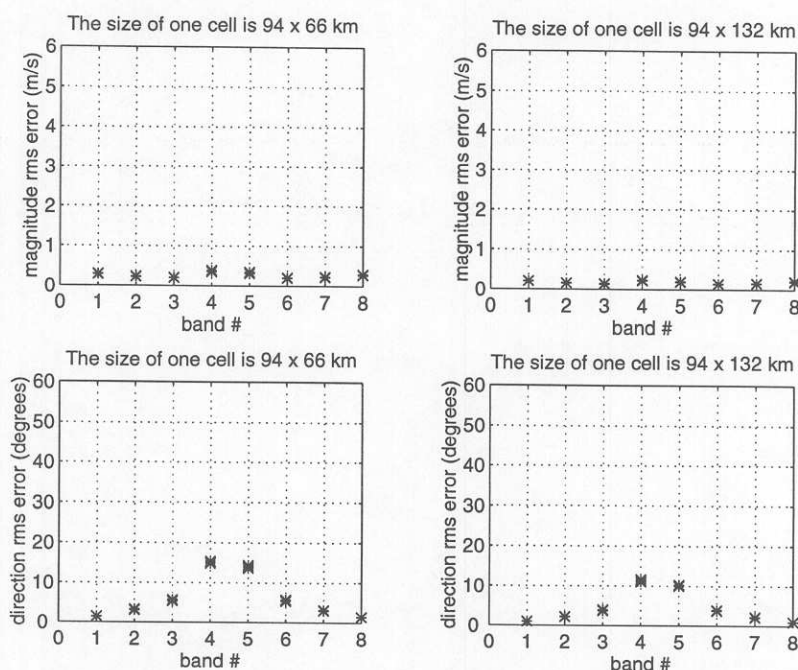 The size of one cell is 94 x 66 km
magnitude rms error (m/s)
6
5
4
3
2
1
0
0 1 2 3 4 5 6 7 8
band #
The size of one cell is 94 x 132 km
magnitude rms error (m/s)
6
5
4
3
2
1
0
0 1 2 3 4 5 6 7 8
band #
The size of one cell is 94 x 66 km
direction rms error (degrees)
60
50
40
30
20
10
0
0 1 2 3 4 5 6 7 8
band #
The size of one cell is 94 x 132 km
direction rms error (degrees)
60
50
40
30
20
10
0
0 1 2 3 4 5 6 7 8
band #